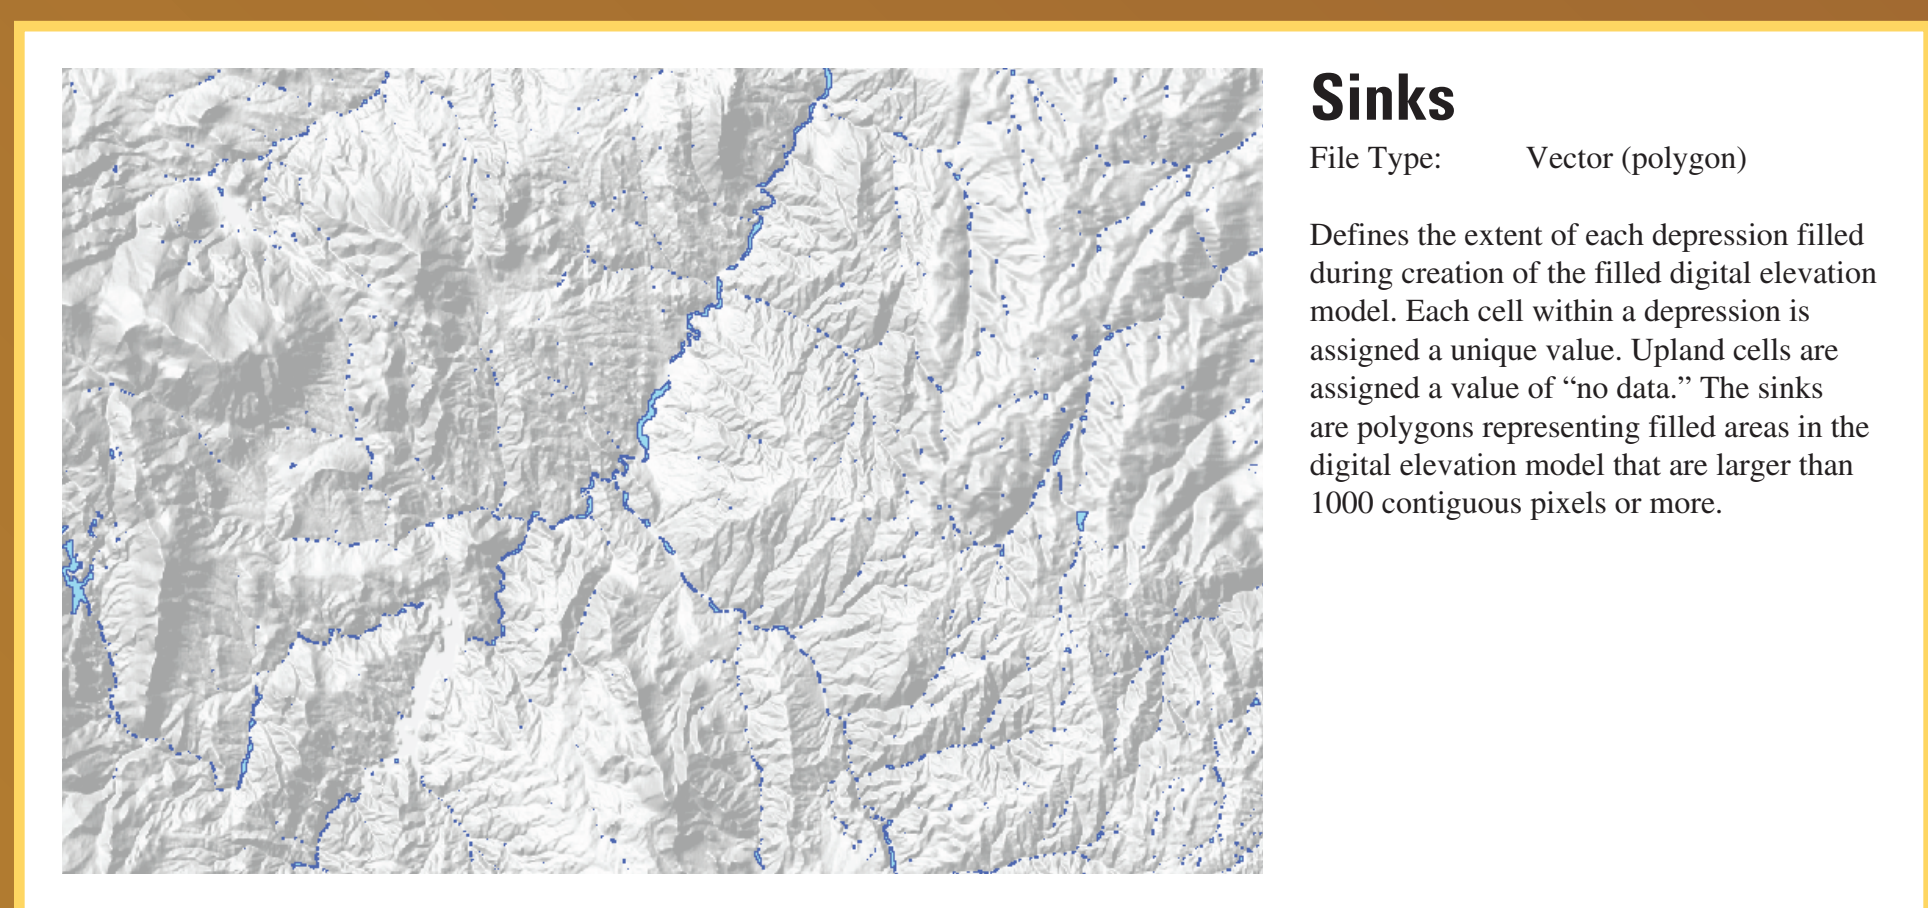 Sinks
File Type: Vector (polygon)
Defines the extent of each depression filled
during creation of the filled digital elevation
model. Each cell within a depression is
assigned a unique value. Upland cells are
assigned a value of “no data.” The sinks
are polygons representing filled areas in the
digital elevation model that are larger than
1000 contiguous pixels or more.